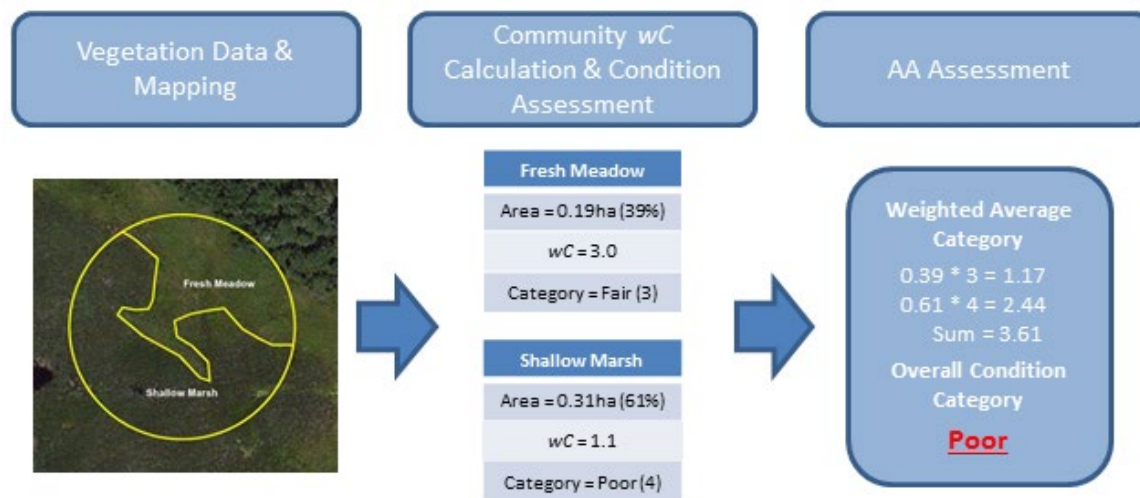 Vegetation Data &
Mapping
Community wC
Calculation & Condition
Assessment
AA Assessment
Fresh Meadow
Shallow Marsh
Fresh Meadow
Area = 0.19ha (39%)
wC = 3.0
Category = Fair (3)
Shallow Marsh
Area = 0.31ha (61%)
wC = 1.1
Category = Poor (4)
Weighted Average
Category
0.39 * 3 = 1.17
0.61 * 4 = 2.44
Sum = 3.61
Overall Condition
Category
Poor